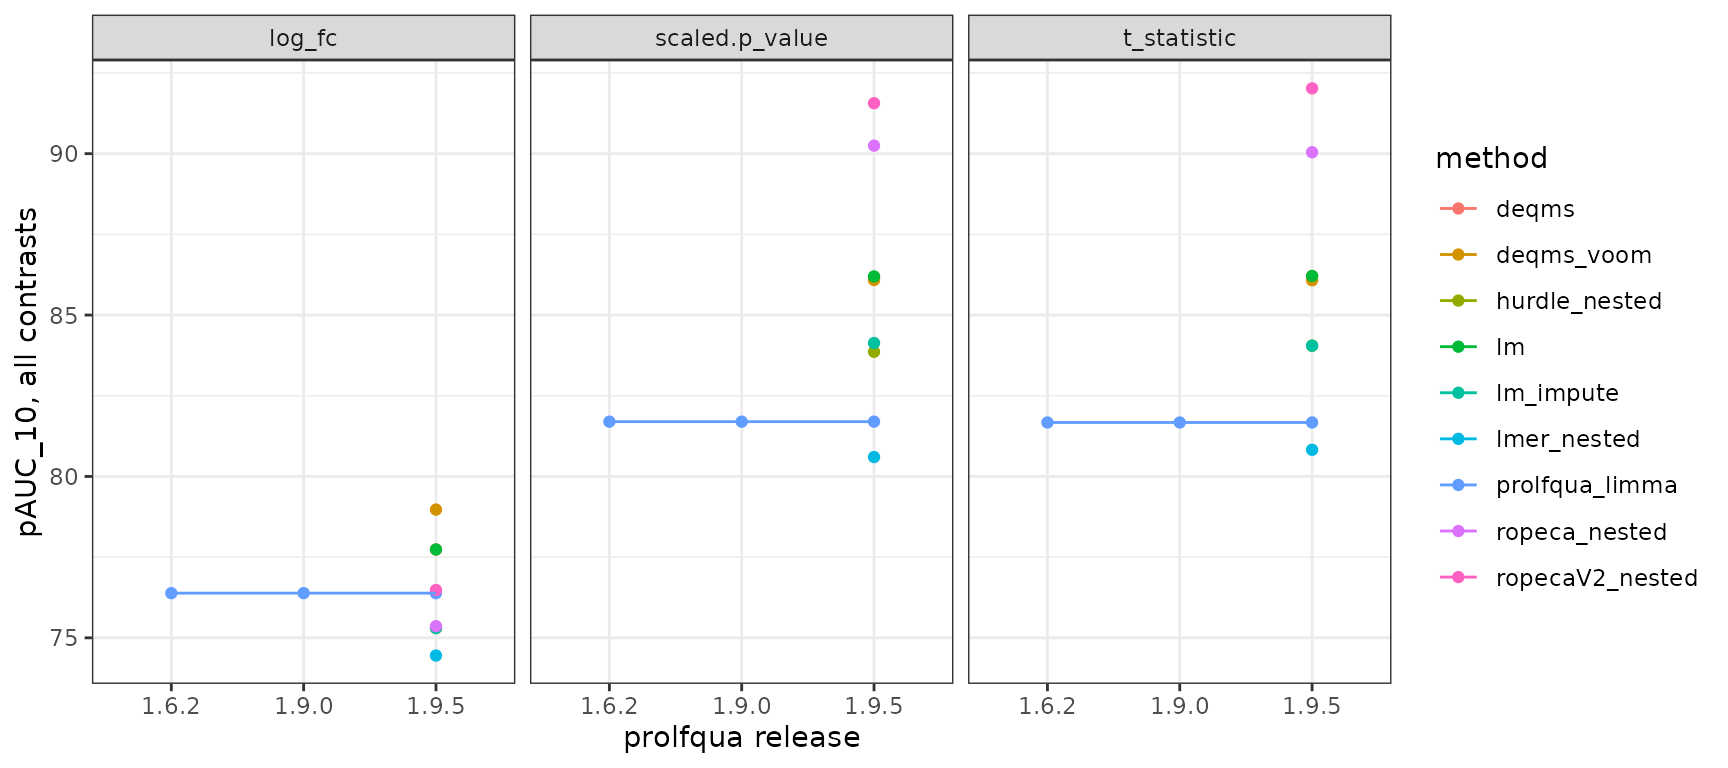 log_fc
scaled.p_value
t_statistic
pAUC_10, all contrasts
90
85
80
75
1.6.2
1.9.0
1.9.5
1.6.2
1.9.0
1.9.5
1.6.2
1.9.0
1.9.5
prolfqua release
method
deqms
deqms_voom
hurdle_nested
lm
lm_impute
lmer_nested
prolfqua_limma
ropeca_nested
ropecaV2_nested